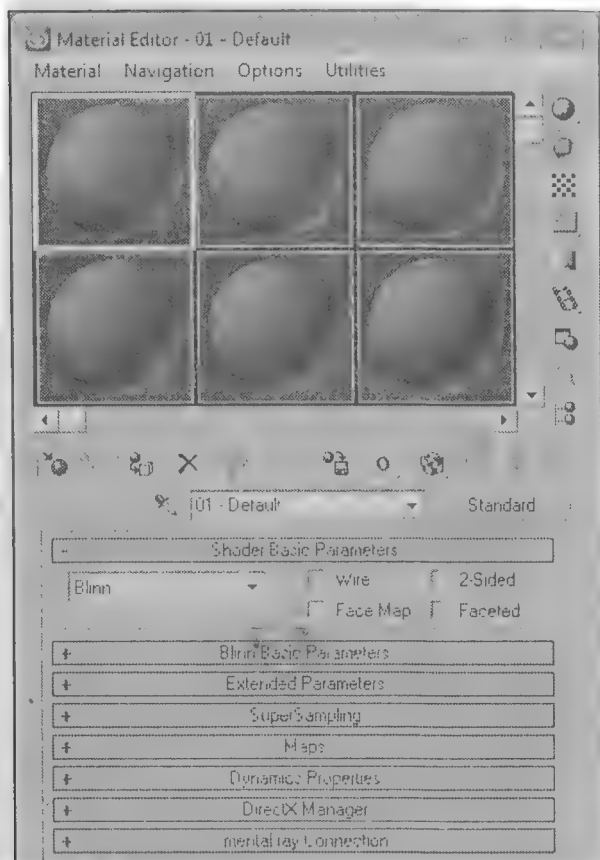 Material Editor - 01 - Default
Material Navigation Options Utilities
01 - Default Standard
- Shader Basic Parameters
Blinn Wire 2-Sided
Face Map Faceted
+ Blinn Basic Parameters
+ Extended Parameters
+ SuperSampling
+ Maps
+ Dynamics Properties
+ DirectX Manager
+ mental ray Connection